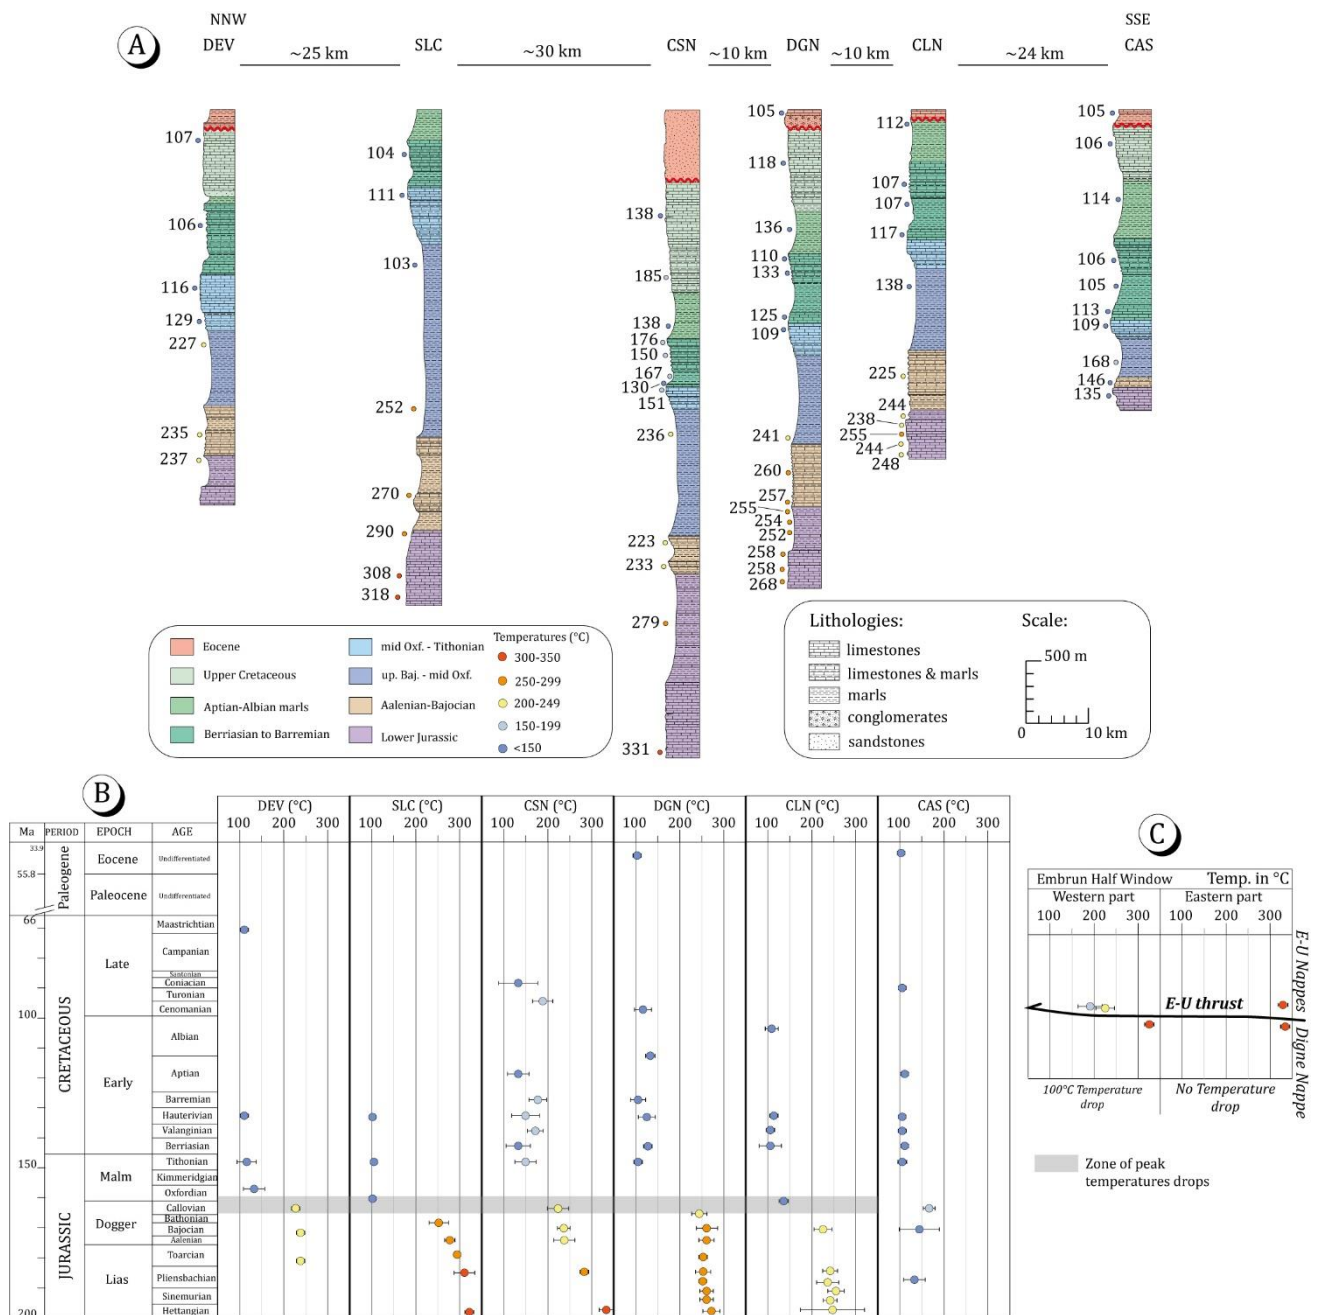 A
NNW
DEV
~25 km
SLC
~30 km
CSN
~10 km
DGN
~10 km
CLN
~24 km
SSE
CAS
107
106
116
129
227
235
237
104
111
103
252
270
290
308
318
138
185
138
176
150
167
130
151
236
223
233
279
331
105
118
136
110
133
125
109
241
260
257
255
254
252
258
258
268
112
107
107
117
138
225
244
238
255
244
248
105
106
114
106
105
113
109
168
146
135
Eocene
Upper Cretaceous
Aptian-Albian marls
Berriasian to Barremian
mid Oxf. - Tithonian
up. Baj. - mid Oxf.
Aalenian-Bajocian
Lower Jurassic
Temperatures (°C)
300-350
250-299
200-249
150-199
<150
Lithologies:
limestones
limestones & marls
marls
conglomerates
sandstones
Scale:
500 m
0 10 km
B
DEV (°C) SLC (°C) CSN (°C) DGN (°C) CLN (°C) CAS (°C)
Ma PERIOD EPOCH AGE
100 200 300 100 200 300 100 200 300 100 200 300 100 200 300 100 200 300
33.9
55.8
66
100
150
200
Paleogene
CRETACEOUS
JURASSIC
Eocene
Paleocene
Late
Early
Malm
Dogger
Lias
Undifferentiated
Undifferentiated
Maastrichtian
Campanian
Santonian
Coniacian
Turonian
Cenomanian
Albian
Aptian
Barremian
Hauterivian
Valanginian
Berriasian
Tithonian
Kimmeridgian
Oxfordian
Callovian
Bathonian
Bajocian
Aalenian
Toarcian
Pliensbachian
Sinemurian
Hettangian
C
Embrun Half Window Temp. in °C
Western part Eastern part
100 200 300 100 200 300
E-U thrust
E-U Nappes
Digne Nappe
100°C Temperature
drop
No Temperature
drop
Zone of peak
temperatures drops